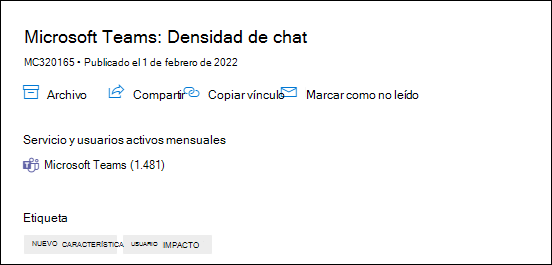 Microsoft Teams: Densidad de chat
MC320165 • Publicado el 1 de febrero de 2022
Archivo Compartir Copiar vínculo Marcar como no leído
Servicio y usuarios activos mensuales
Microsoft Teams (1.481)
Etiqueta
NUEVO CARACTERÍSTICA USUARIO IMPACTO